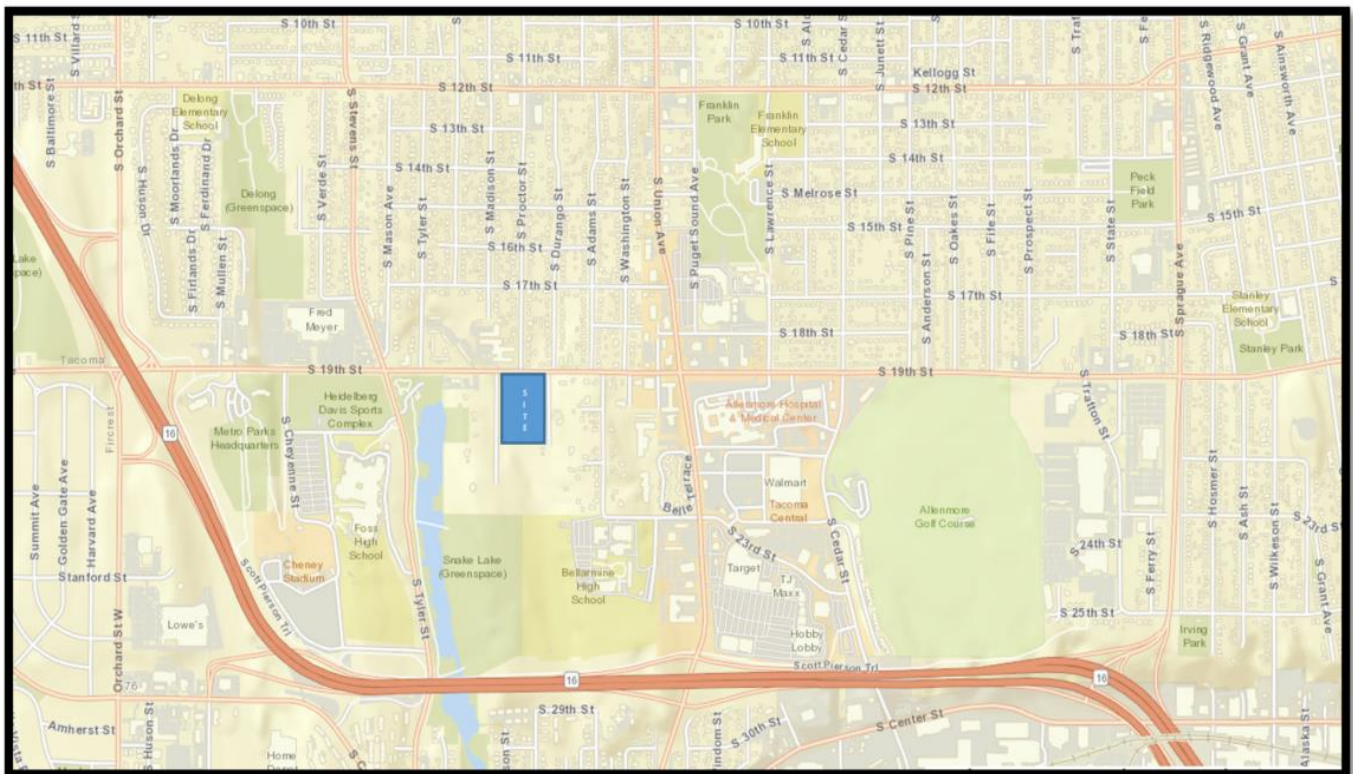 S 10th St
S 10th St
S 11th St
S Villard S
S 11th St
S 11th St
S Cedar S
S Junett St
S Ridgewood Ave
S Grant Ave
S Ainsworth Ave
Kellogg St
th St
S 12th St
S 12th St
S Baltimore St
S Orchard St
S Stevens St
Delong
Elementary
School
Franklin
Park
Franklin
Elementary
School
S 13th St
S 13th St
S 14th St
S 14th St
S Huson Dr
S Moorlands Dr
S Ferdinand Dr
Delong
(Greenspace)
S Verde St
S Mason Ave
S Tyler St
S Madison St
S Proctor St
S Durango St
S Adams St
S Washington St
S Union Ave
S Puget Sound Ave
S Lawrence St
S Melrose St
Peck
Field
Park
S 15th St
S 15th St
S Pine St
S Oakes St
S Fife St
S Prospect St
S State St
S Sprague Ave
S 16th St
S Firlands Dr
S Mullen St
Lake
pace)
S 17th St
S 17th St
S Anderson St
Fred
Meyer
S 18th St
S 18th St
Stanley
Elementary
School
Stanley Park
Tacoma
Fircrest
S 19th St
S 19th St
SITE
Heidelberg
Davis Sports
Complex
Metro Parks
Headquarters
S Cheyenne St
Allenmore Hospital
& Medical Center
S Trafton St
16
Summit Ave
Golden Gate Ave
Harvard Ave
Foss
High
School
Belle Terrace
Walmart
Tacoma
Central
Allenmore
Golf Course
S Hosmer St
S Ash St
S Wilkeson St
S 23rd S
S 23rd St
S Cedar St
S 24th St
S Ferry St
S Grant Ave
Stanford St
Cheney
Stadium
Scott Pierson Trl
S Tyler St
Snake Lake
(Greenspace)
Bellarmine
High
School
Target
TJ
Maxx
S 25th St
Lowe's
Orchard St W
Hobby
Lobby
Irving
Park
Scott Pierson Trl
16
16
76
S 29th St
S 30th St
S Center St
Amherst St
S Huson St
Home
Alaska St